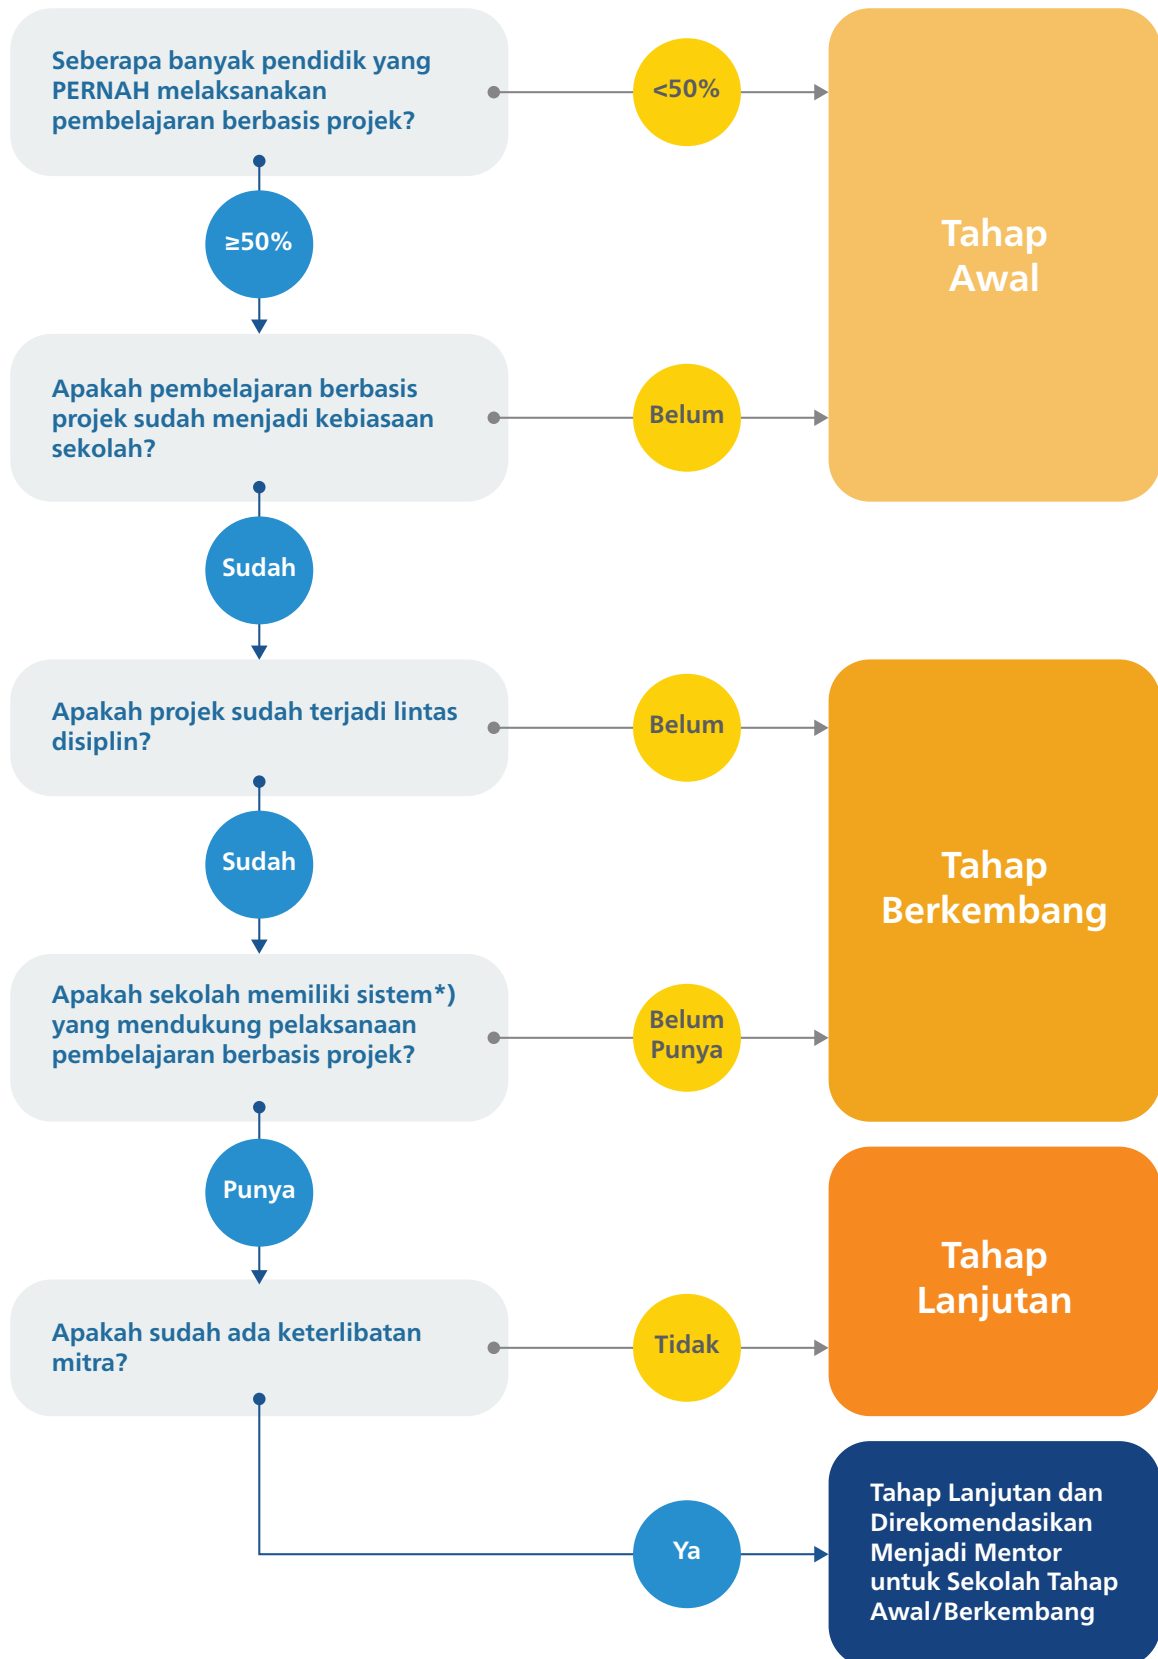 Seberapa banyak pendidik yang
PERNAH melaksanakan
pembelajaran berbasis projek?
<50%
Tahap
Awal
≥50%
Apakah pembelajaran berbasis
projek sudah menjadi kebiasaan
sekolah?
Belum
Sudah
Apakah projek sudah terjadi lintas
disiplin?
Belum
Tahap
Berkembang
Sudah
Apakah sekolah memiliki sistem*)
yang mendukung pelaksanaan
pembelajaran berbasis projek?
Belum
Punya
Punya
Tahap
Lanjutan
Apakah sudah ada keterlibatan
mitra?
Tidak
Ya
Tahap Lanjutan dan
Direkomendasikan
Menjadi Mentor
untuk Sekolah Tahap
Awal/Berkembang